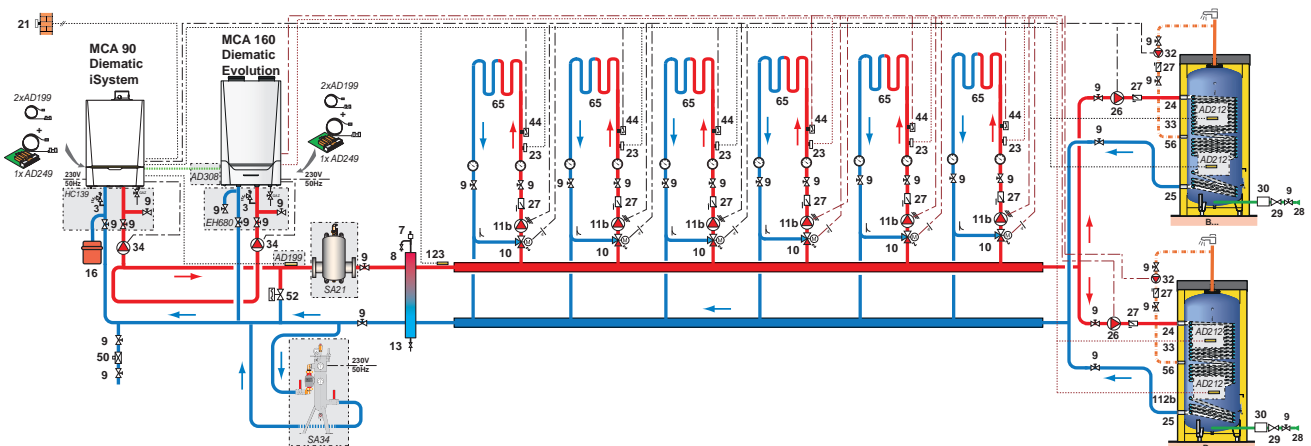 21
MCA 90
Diematic
iSystem
MCA 160
Diematic
Evolution
2xAD199
+
1x AD249
2xAD199
+
1x AD249
230V
50Hz
AD308
230V
50Hz
HC139
3
9
9
9
34
16
9
EH680
3
9
9
9
34
AD199
SA21
9
52
7
8
13
123
9
9
50
9
230V
50Hz
SA34
65
44
23
9
9
27
11b
M
10
65
44
23
9
9
27
11b
M
10
65
44
23
9
9
27
11b
M
10
65
44
23
9
9
27
11b
M
10
65
44
23
9
9
27
11b
M
10
65
44
23
9
9
27
11b
M
10
9
32
27
9
9
27
26
24
AD212
33
9
56
AD212
25
30
9
29
28
B...
9
32
27
9
9
27
26
24
AD212
33
9
56
AD212
112b
25
30
9
29
28